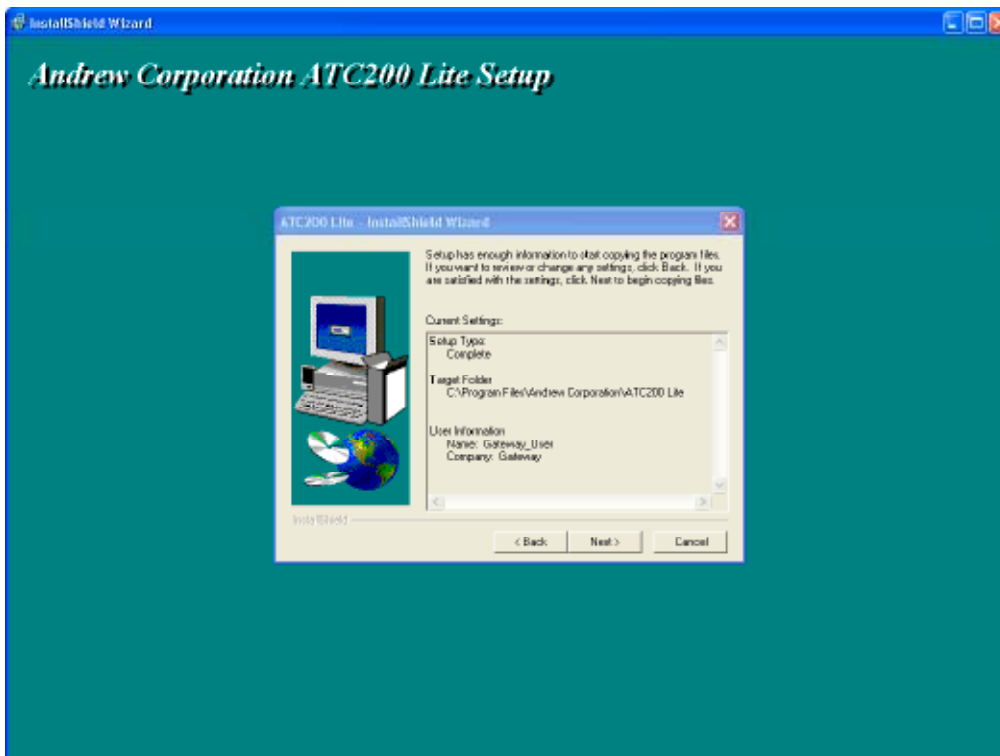 InstallShield Wizard
Andrew Corporation ATC200 Lite Setup
ATC200 Lite - InstallShield Wizard
Setup has enough information to start copying the program files.
If you want to review or change any settings, click Back. If you
are satisfied with the settings, click Next to begin copying files.
Current Settings:
Setup Type:
Complete
Target Folder
C:\Program Files\Andrew Corporation\ATC200 Lite
User Information
Name: Gateway_User
Company: Gateway
InstallShield
< Back
Next >
Cancel